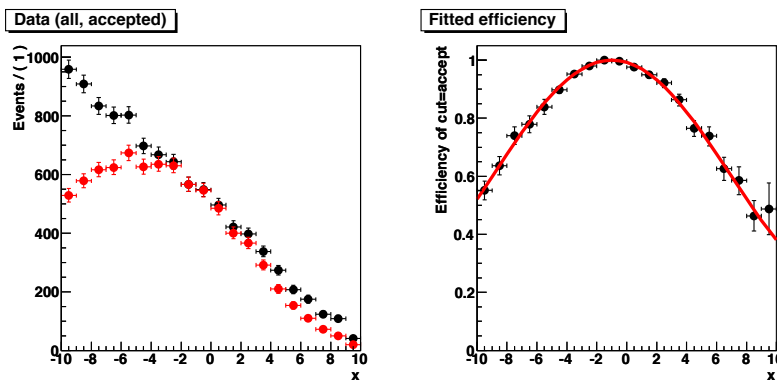 Data (all, accepted)
Events / ( 1 )
1000
800
600
400
200
0
-10 -8 -6 -4 -2 0 2 4 6 8 10
x
Fitted efficiency
Efficiency of cut=accept
1
0.8
0.6
0.4
0.2
0
-10 -8 -6 -4 -2 0 2 4 6 8 10
x